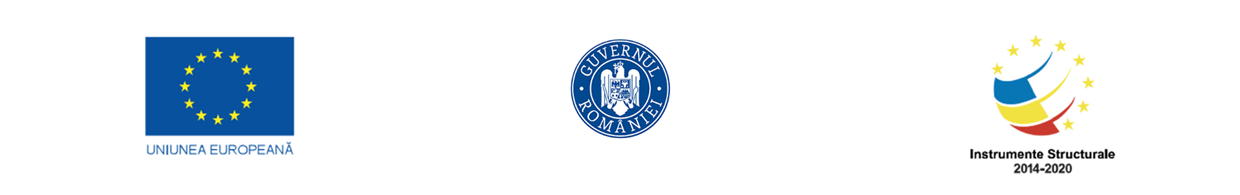 UNIUNEA EUROPEANĂ
GUVERNUL
ROMÂNIEI
Instrumente Structurale
2014-2020